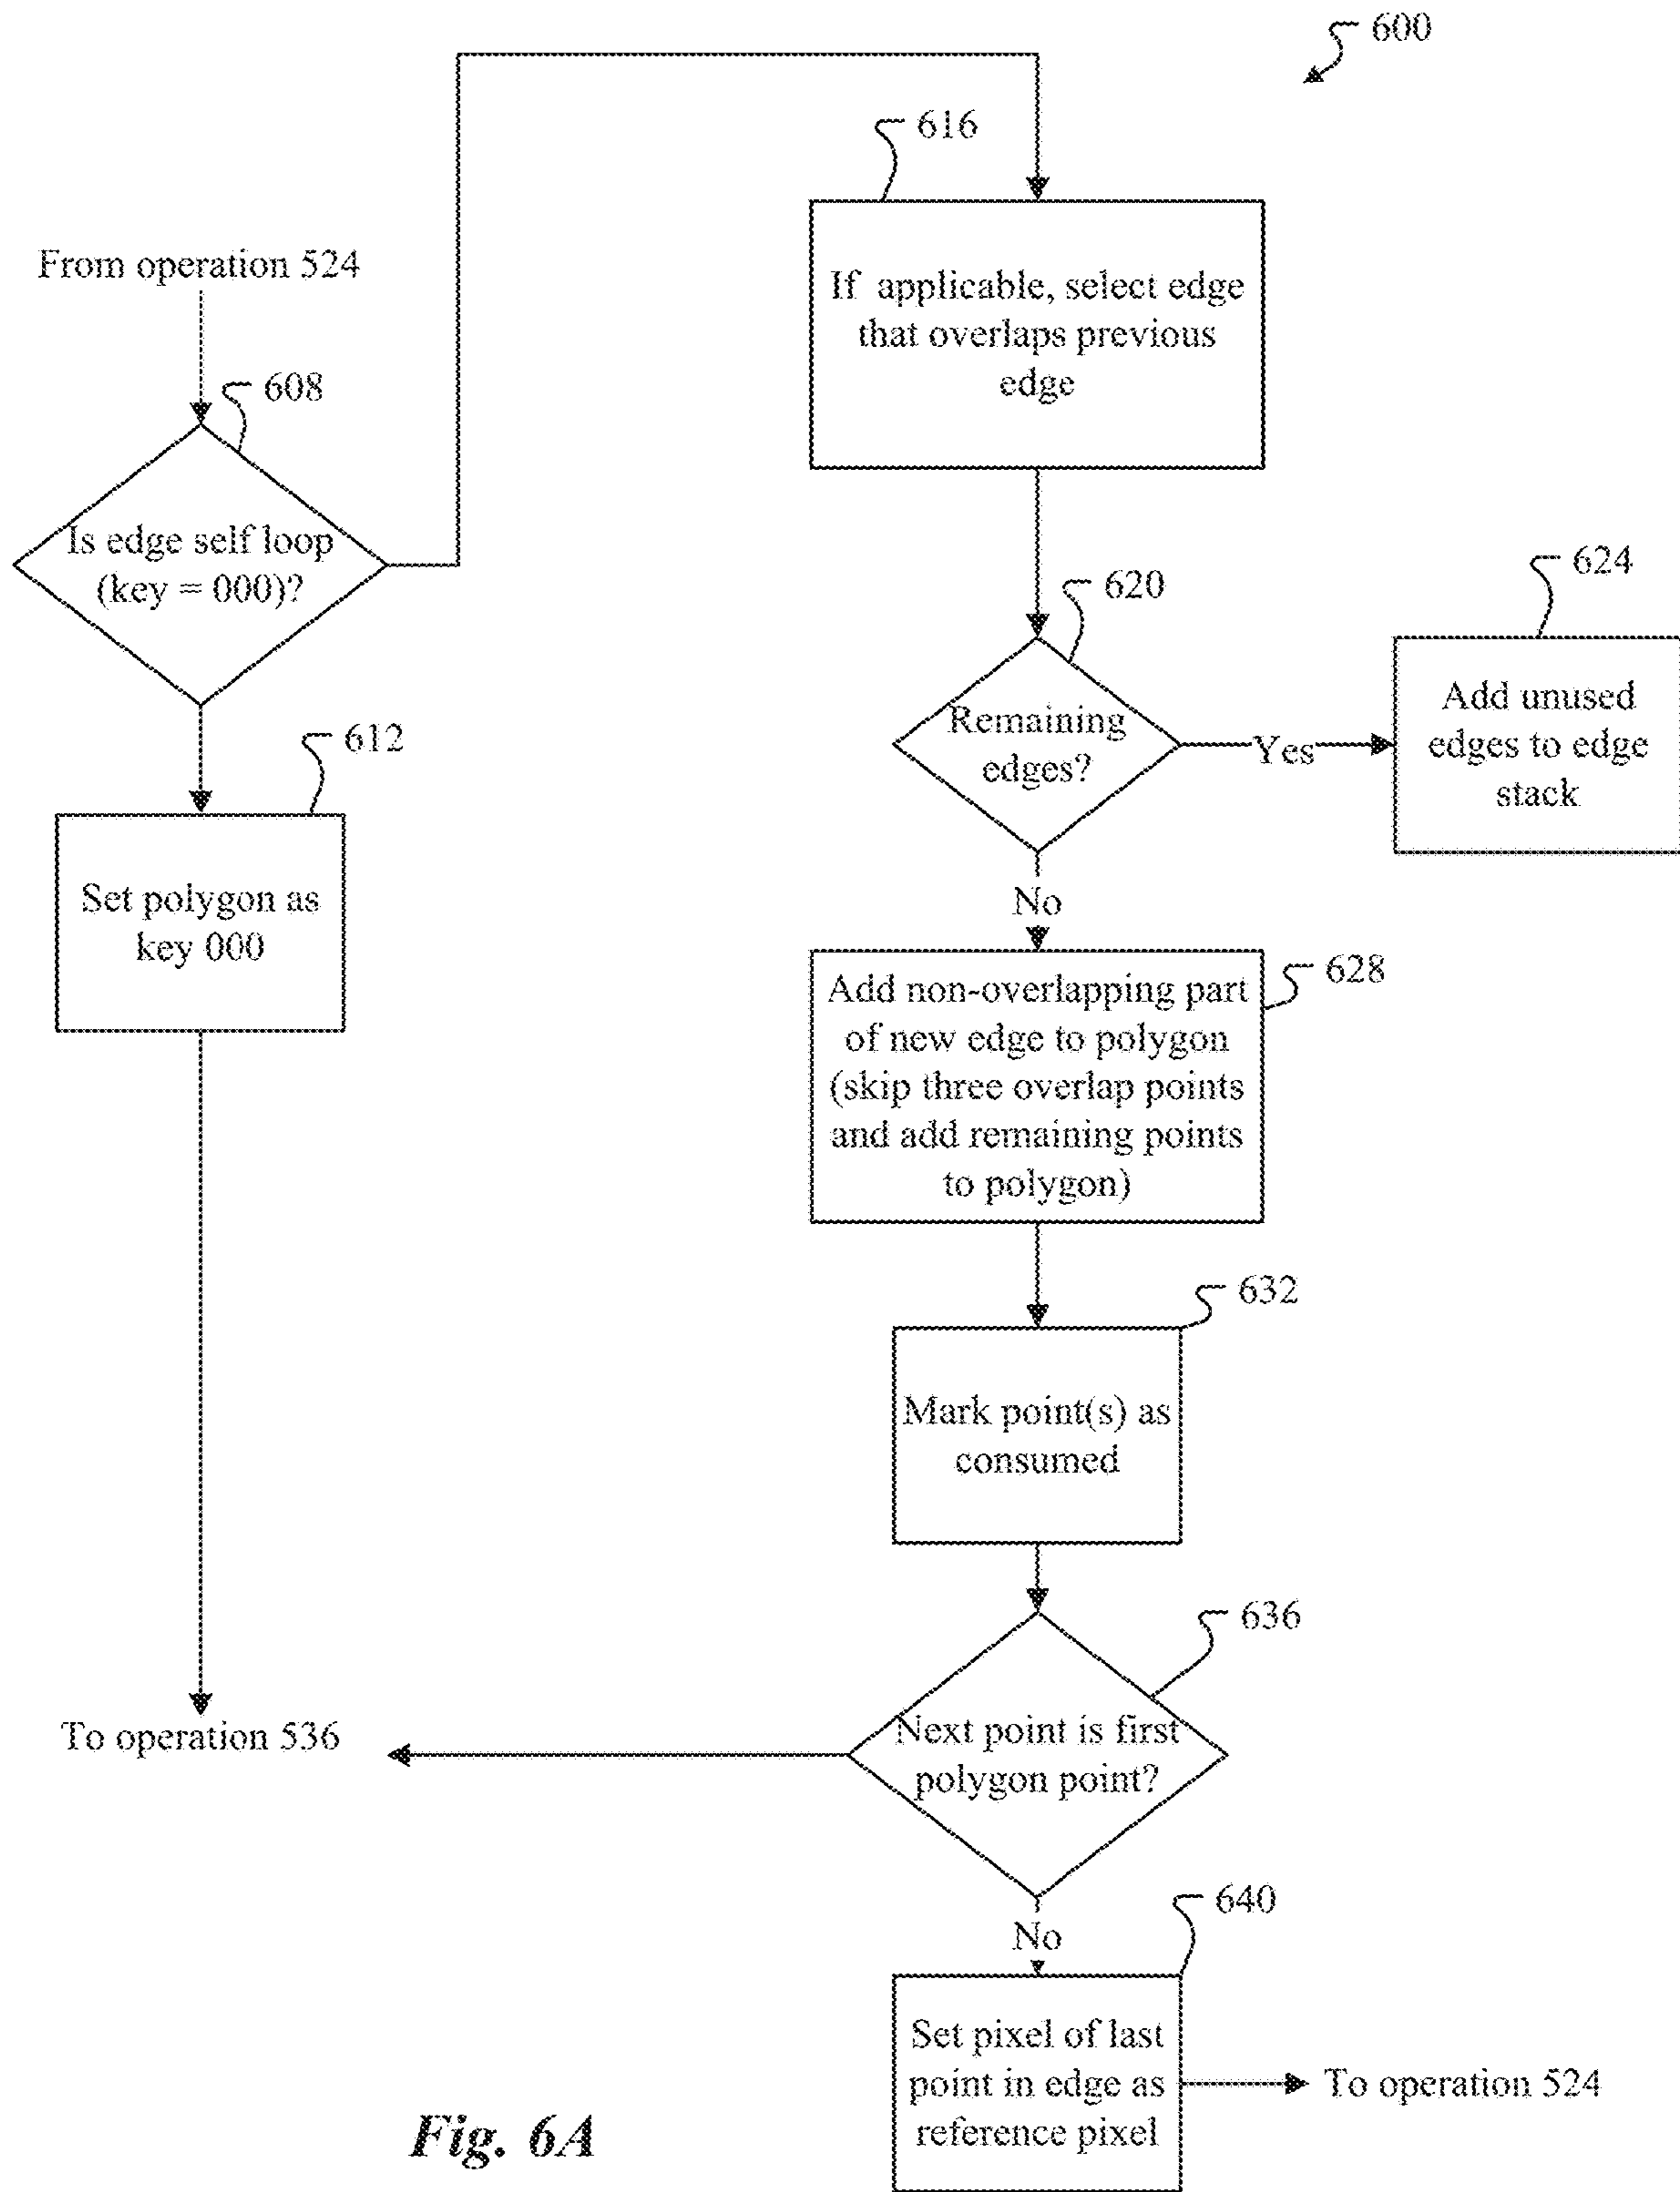 600
616
If applicable, select edge
that overlaps previous
edge
From operation 524
608
Is edge self loop
(key = 000)?
612
Set polygon as
key 000
620
Remaining
edges?
Yes
624
Add unused
edges to edge
stack
No
628
Add non-overlapping part
of new edge to polygon
(skip three overlap points
and add remaining points
to polygon)
632
Mark point(s) as
consumed
636
Next point is first
polygon point?
To operation 536
No
640
Set pixel of last
point in edge as
reference pixel
To operation 524
Fig. 6A